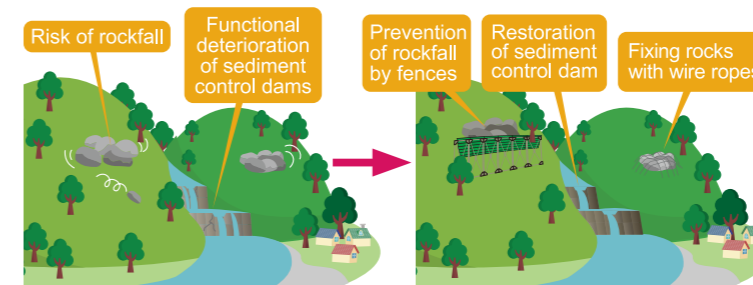 Risk of rockfall
Functional
deterioration
of sediment
control dams
Prevention
of rockfall
by fences
Restoration
of sediment
control dam
Fixing rocks
with wire ropes